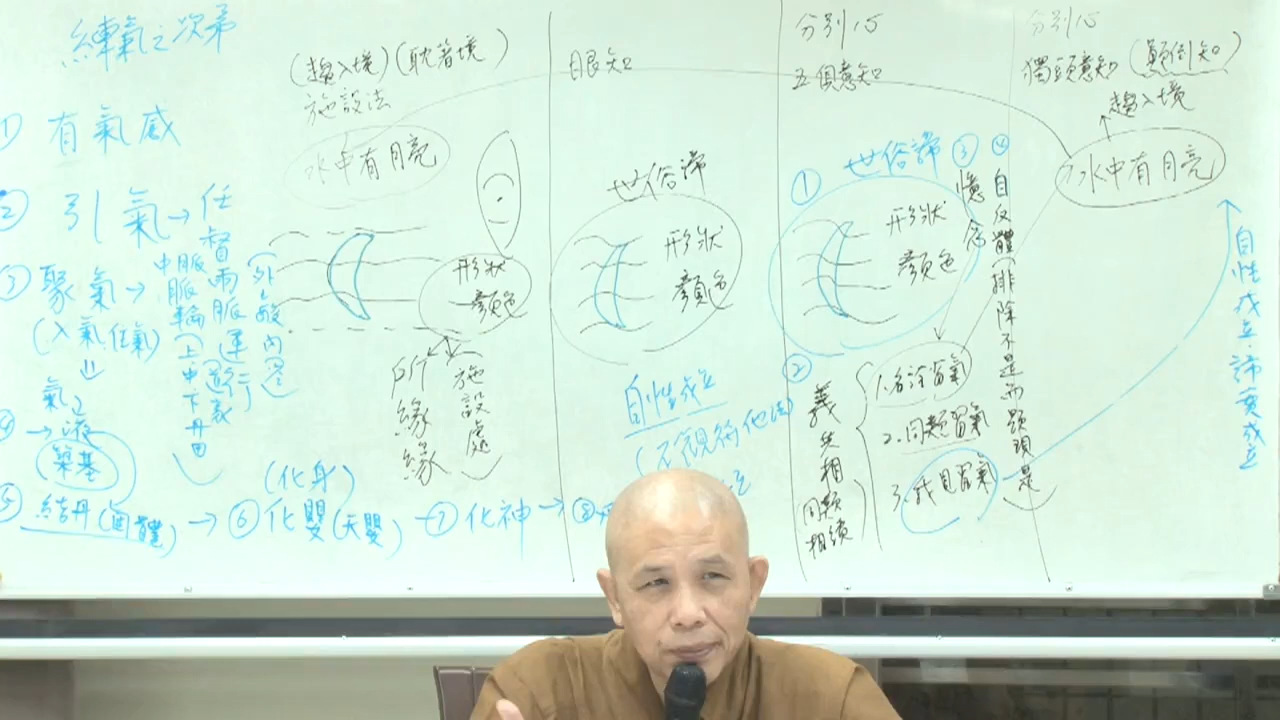 練氣之次第
① 有氣感
② 引氣→任督兩脈運行
(外散內
③ 聚氣→中脈
脈輪(上中下丹田
(入氣住氣)
氣
④→液
(築基)
⑤ 結丹(固體)→⑥化嬰(天嬰)→⑦化神→⑧
(化身)
(趨入境)(耽著境)
施設法
水中有月亮
形狀
顏色
所緣緣
(施設處)
眼知
世俗諦
形狀
顏色
自性成立
(不觀待他法)
分別心
五俱意知
世俗諦
①
形狀
顏色
③ 憶念
④ 自反體(排除不是而顯現是)
②
義共相
同類相續
1.名言習氣
2.同類習氣
3.我見習氣
分別心
獨頭意知(顛倒知)
趨入境
水中有月亮
自性成立.諦實成立